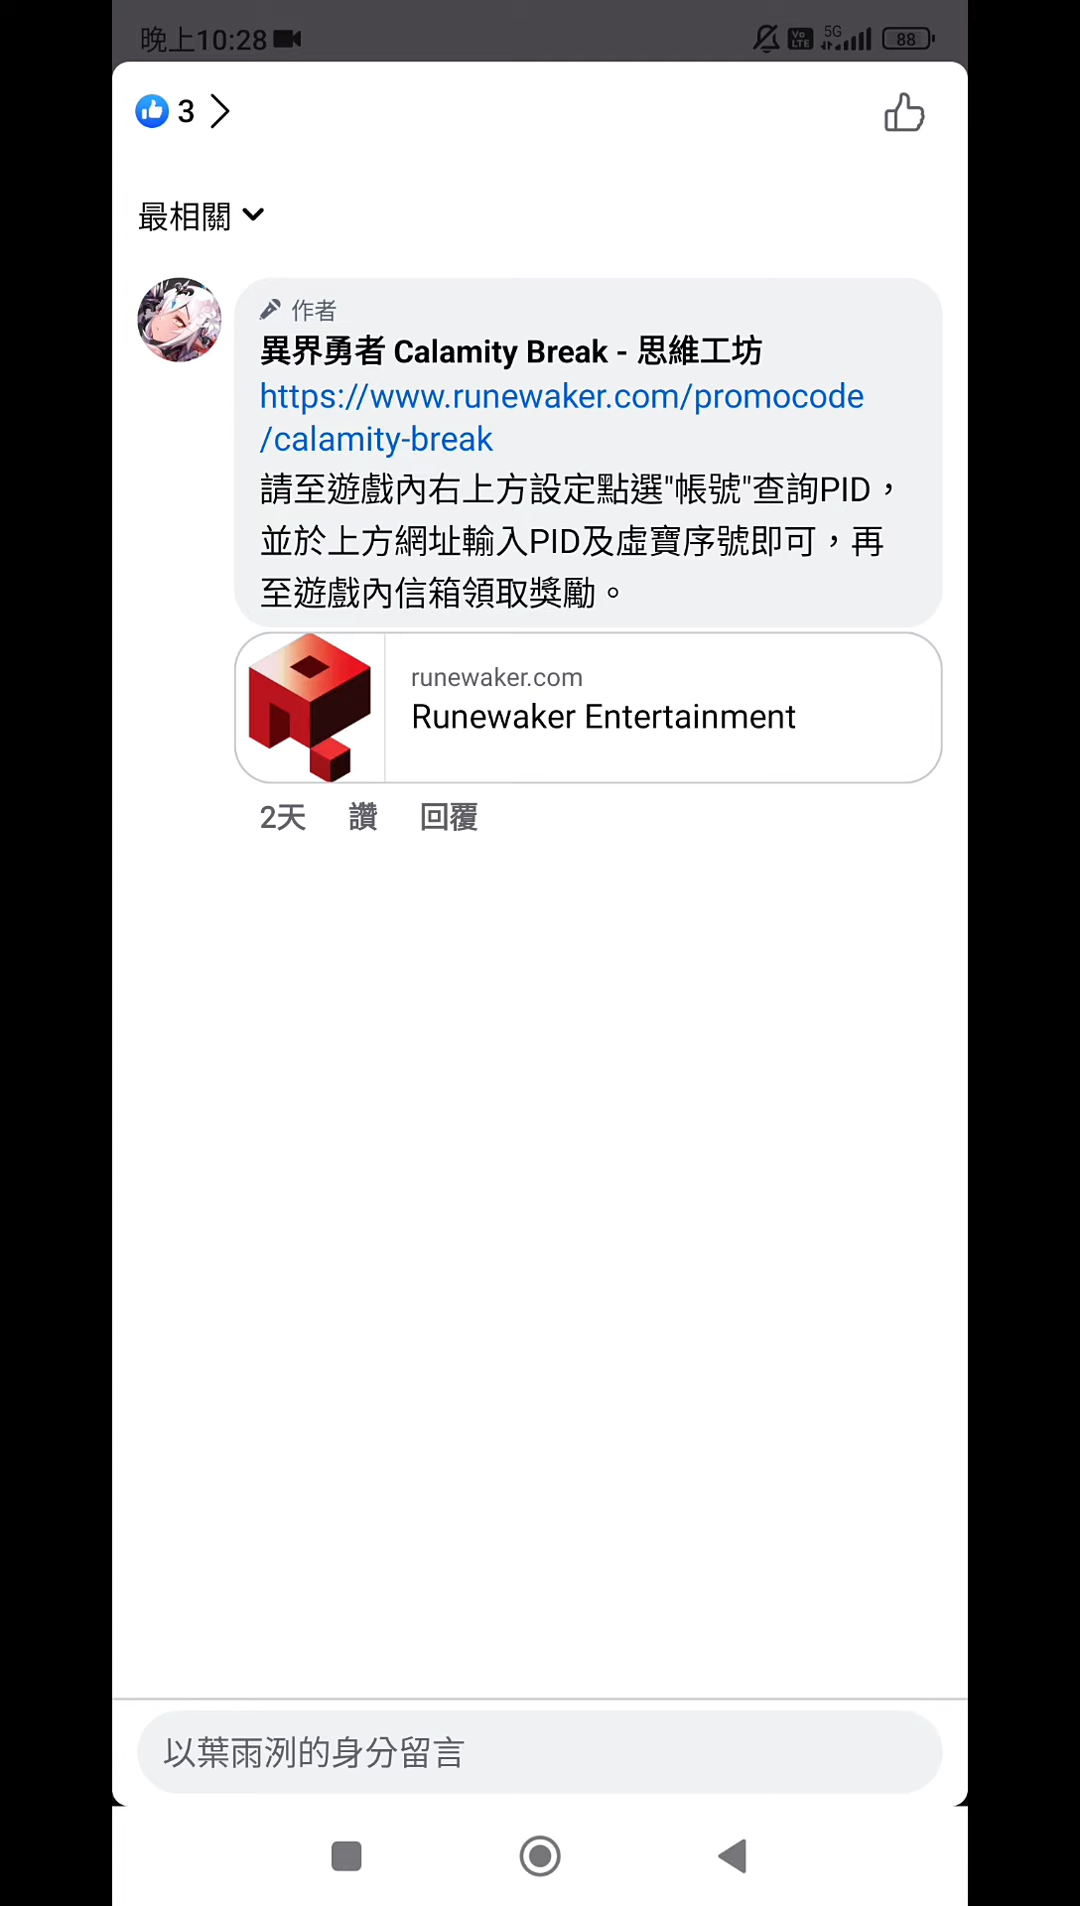 晚上10:28
Vo LTE 5G 88
3
最相關
作者
異界勇者 Calamity Break - 思維工坊
https://www.runewaker.com/promocode
/calamity-break
請至遊戲內右上方設定點選"帳號"查詢PID，
並於上方網址輸入PID及虛寶序號即可，再
至遊戲內信箱領取獎勵。
runewaker.com
Runewaker Entertainment
2天 讚 回覆
以葉雨洌的身分留言